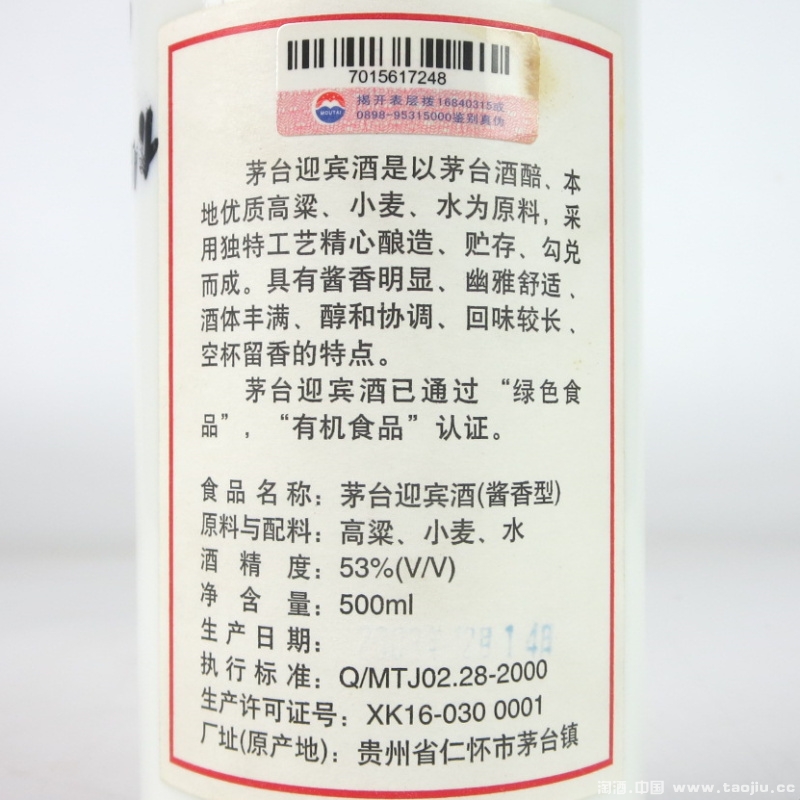 7015617248
MOUTAI
揭开表层拨16840315或
0898-95315000鉴别真伪
茅台迎宾酒是以茅台酒醅、本
地优质高粱、小麦、水为原料,采
用独特工艺精心酿造、贮存、勾兑
而成。具有酱香明显、幽雅舒适、
酒体丰满、醇和协调、回味较长、
空杯留香的特点。
茅台迎宾酒已通过“绿色食
品”,“有机食品”认证。
食品名称:茅台迎宾酒(酱香型)
原料与配料:高粱、小麦、水
酒精度:53%(V/V)
净含量:500ml
生产日期:
执行标准:Q/MTJ02.28-2000
生产许可证号:XK16-030 0001
厂址(原产地):贵州省仁怀市茅台镇
润酒.中国 www.taojiu.cc